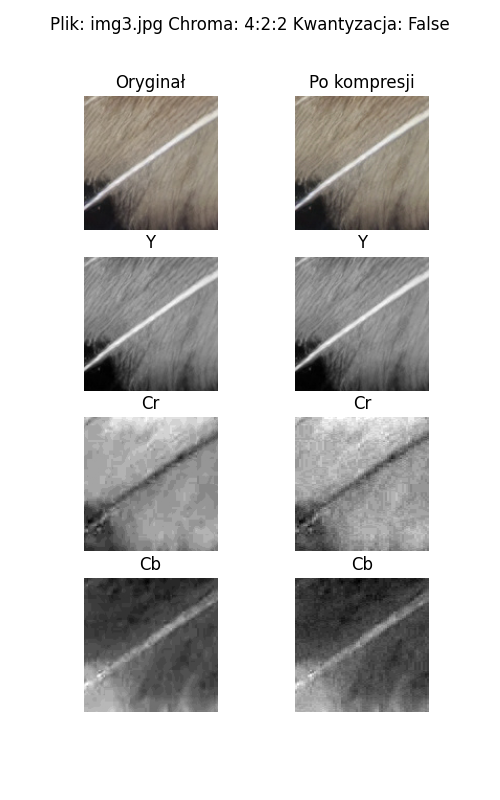 Plik: img3.jpg Chroma: 4:2:2 Kwantyzacja: False
Oryginał Po kompresji
Y Y
Cr Cr
Cb Cb